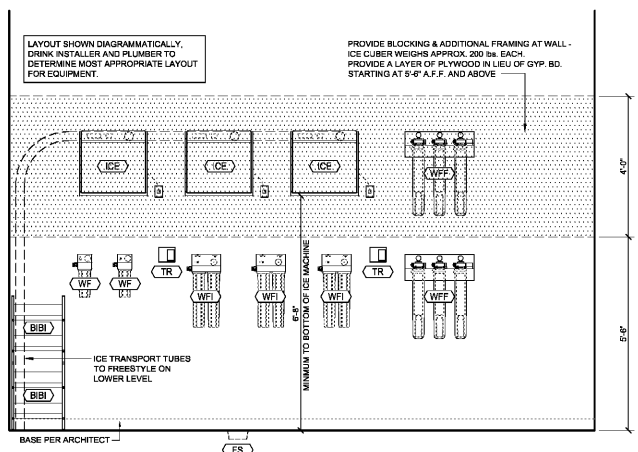 LAYOUT SHOWN DIAGRAMMATICALLY,
DRINK INSTALLER AND PLUMBER TO
DETERMINE MOST APPROPRIATE LAYOUT
FOR EQUIPMENT.
PROVIDE BLOCKING & ADDITIONAL FRAMING AT WALL -
ICE CUBER WEIGHS APPROX. 200 lbs. EACH.
PROVIDE A LAYER OF PLYWOOD IN LIEU OF GYP. BD.
STARTING AT 5'-6" A.F.F. AND ABOVE
ICE
ICE
ICE
WFF
4'-0"
WF
WF
TR
WFI
WFI
WFI
TR
WFF
6'-6"
MINMUM TO BOTTOM OF ICE MACHINE
5'-6"
BIBI
ICE TRANSPORT TUBES
TO FREESTYLE ON
LOWER LEVEL
BIBI
BASE PER ARCHITECT
FS